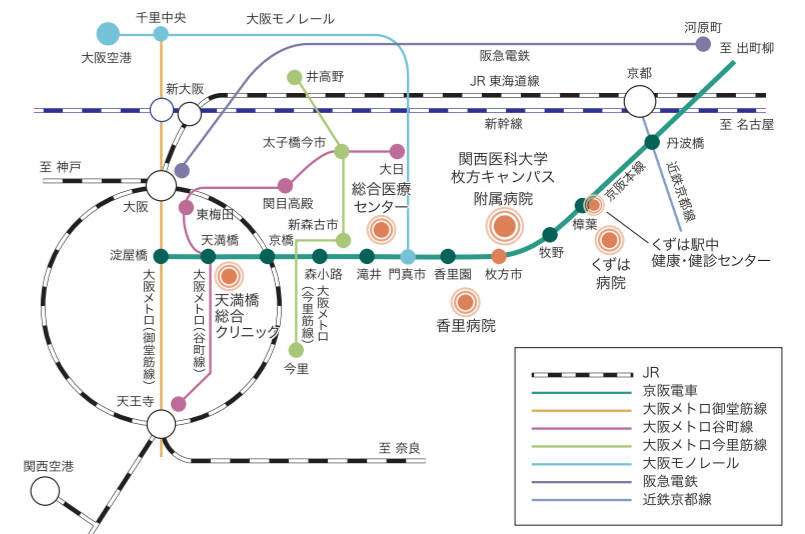 千里中央
大阪モノレール
大阪空港
河原町
阪急電鉄
至 出町柳
新大阪
井高野
JR 東海道線
京都
新幹線
至 名古屋
至 神戸
太子橋今市
大日
丹波橋
大阪
東梅田
関目高殿
総合医療
センター
関西医科大学
枚方キャンパス
附属病院
京阪本線
近鉄京都線
新森古市
天満橋
京橋
淀屋橋
森小路
滝井
門真市
香里園
枚方市
牧野
樟葉
くずは駅中
健康・健診センター
くずは
病院
大阪メトロ(御堂筋線)
大阪メトロ(谷町線)
天満橋
総合
クリニック
大阪メトロ
(今里筋線)
香里病院
今里
天王寺
至 奈良
関西空港
JR
京阪電車
大阪メトロ御堂筋線
大阪メトロ谷町線
大阪メトロ今里筋線
大阪モノレール
阪急電鉄
近鉄京都線